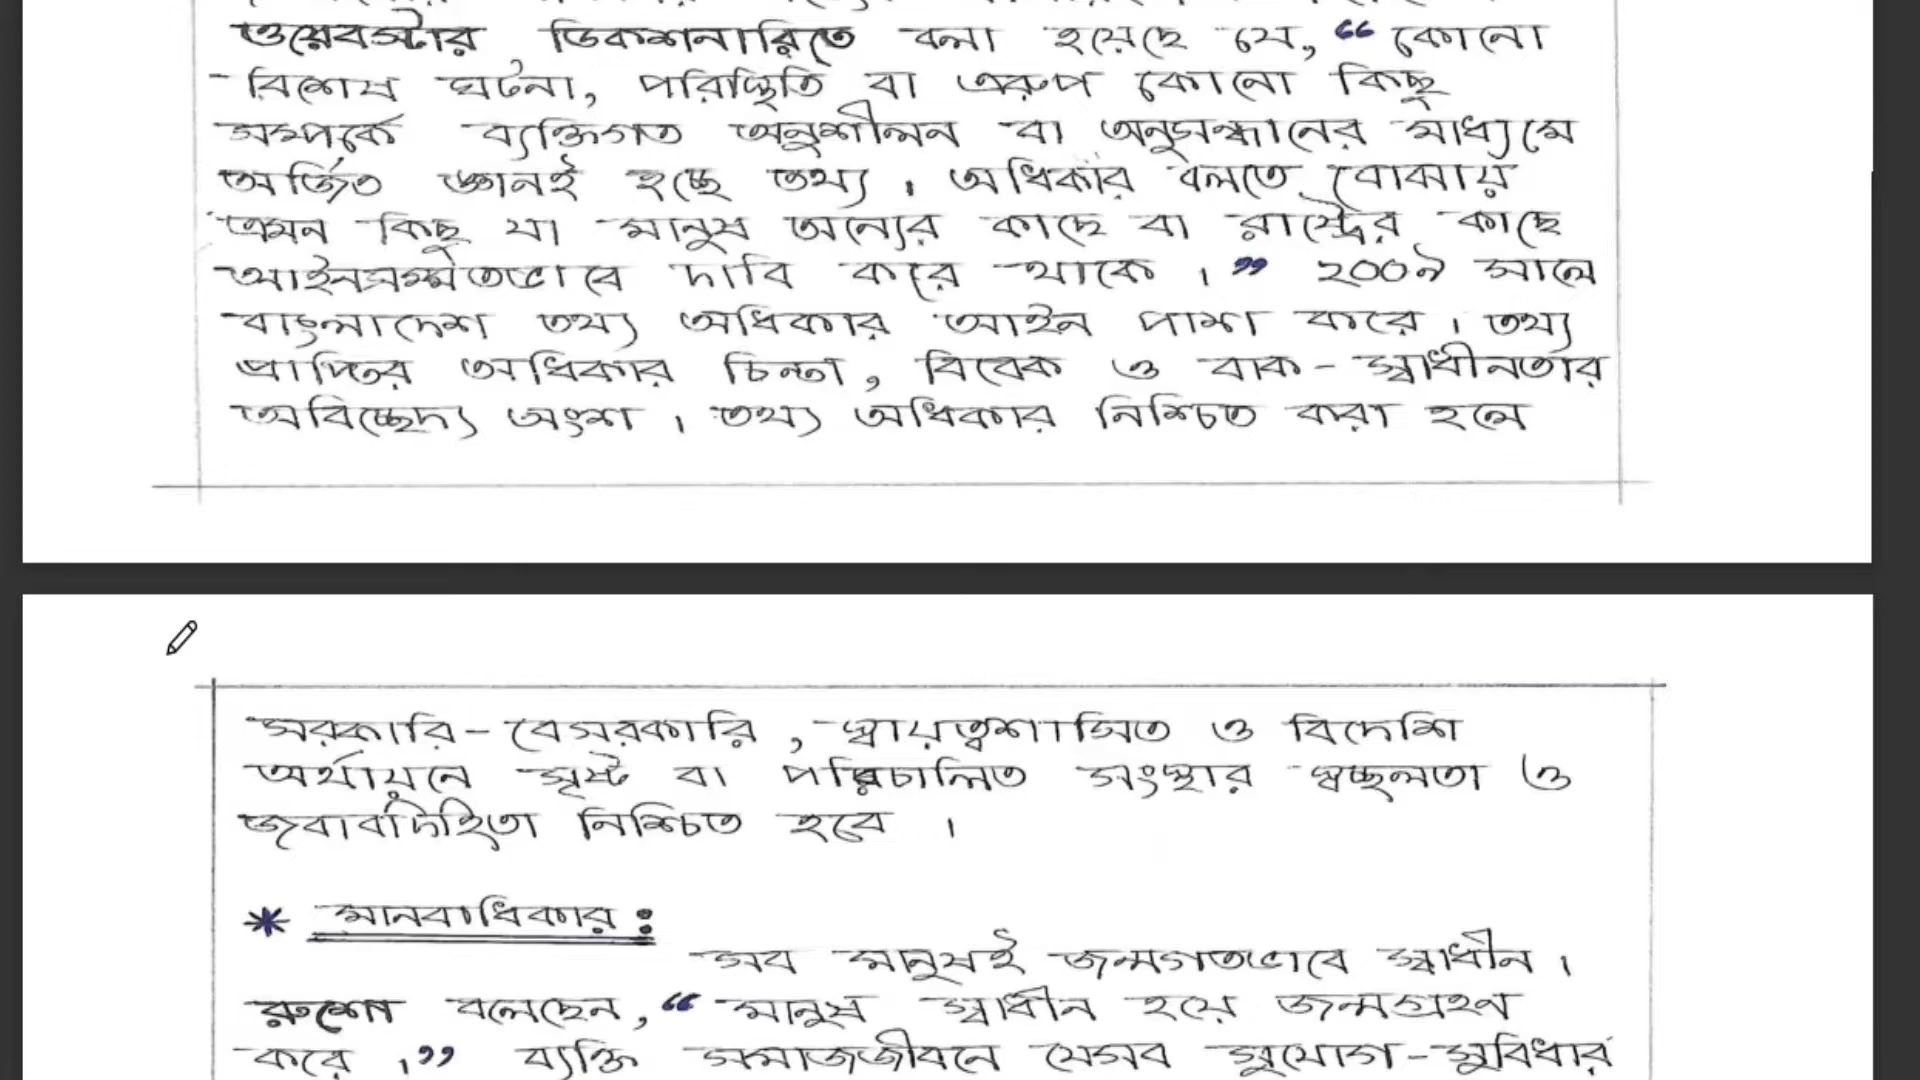 ওয়েবস্টার ডিকশনারিতে বলা হয়েছে যে, “ কোনো
বিশেষ ঘটনা, পরিস্থিতি বা এরূপ কোনো কিছু
সম্পর্কে ব্যক্তিগত অনুশীলন বা অনুসন্ধানের মাধ্যমে
অর্জিত জ্ঞানই হচ্ছে তথ্য । অধিকার বলতে বোঝায়
এমন কিছু যা মানুষ অন্যের কাছে বা রাষ্ট্রের কাছে
আইনসম্মতভাবে দাবি করে থাকে । ” ২০০৯ সালে
বাংলাদেশ তথ্য অধিকার আইন পাশ করে । তথ্য
প্রাপ্তির অধিকার চিন্তা, বিবেক ও বাক-স্বাধীনতার
অবিচ্ছেদ্য অংশ । তথ্য অধিকার নিশ্চিত করা হলে
সরকারি-বেসরকারি, স্বায়ত্বশাসিত ও বিদেশি
অর্থায়নে সৃষ্ট বা পরিচালিত সংস্থার স্বচ্ছলতা ও
জবাবদিহিতা নিশ্চিত হবে ।
* মানবাধিকার :
সব মানুষই জন্মগতভাবে স্বাধীন ।
রুশো বলেছেন, “ মানুষ স্বাধীন হয়ে জন্মগ্রহণ
করে । ” ব্যক্তি সমাজজীবনে যেসব সুযোগ-সুবিধার